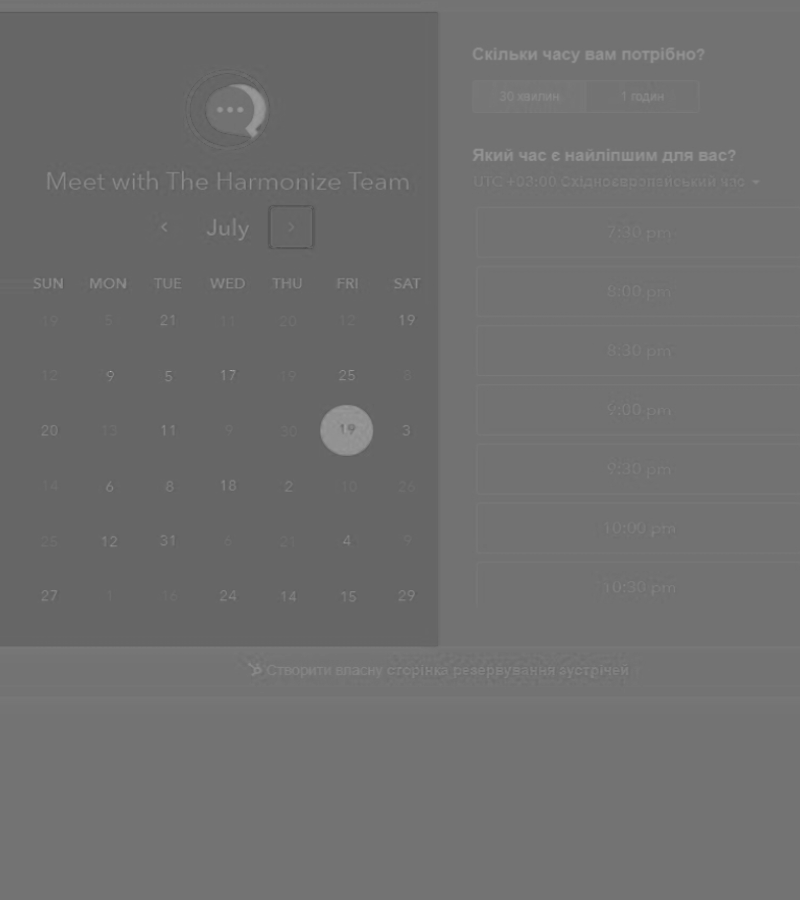 Meet with The Harmonize Team
July
SUN MON TUE WED THU FRI SAT
19 5 21 11 20 12 19
12 9 5 17 19 25 8
20 13 11 9 30 19 3
14 6 8 18 2 10 26
25 12 31 6 21 4 9
27 1 16 24 14 15 29
Скільки часу вам потрібно?
30 хвилин 1 годин
Який час є найліпшим для вас?
UTC +03:00 Східноєвропейський час
7:30 pm
8:00 pm
8:30 pm
9:00 pm
9:30 pm
10:00 pm
10:30 pm
Створити власну сторінка резервування зустрічей